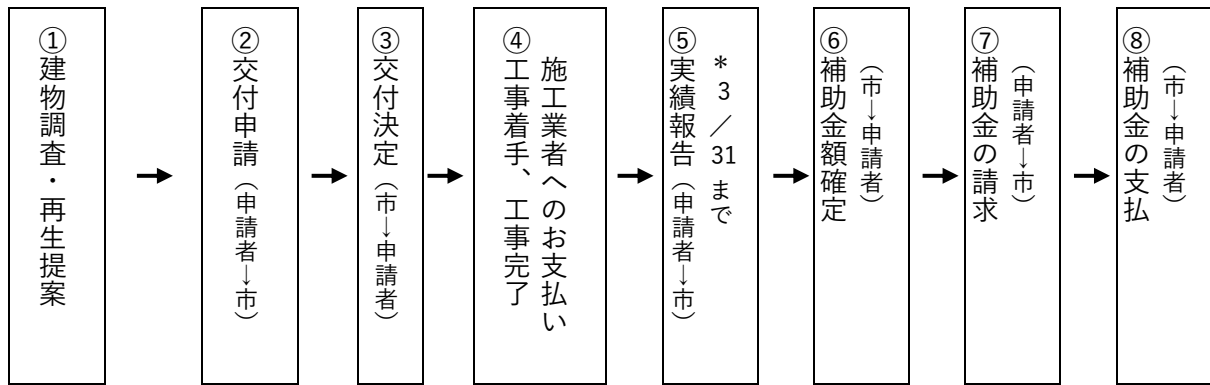 ①建物調査・再生提案
②交付申請（申請者→市）
③交付決定（市→申請者）
④工事着手、工事完了
施工業者へのお支払い
⑤実績報告（申請者→市）
＊3／31まで
⑥補助金額確定
（市→申請者）
⑦補助金の請求
（申請者→市）
⑧補助金の支払
（市→申請者）